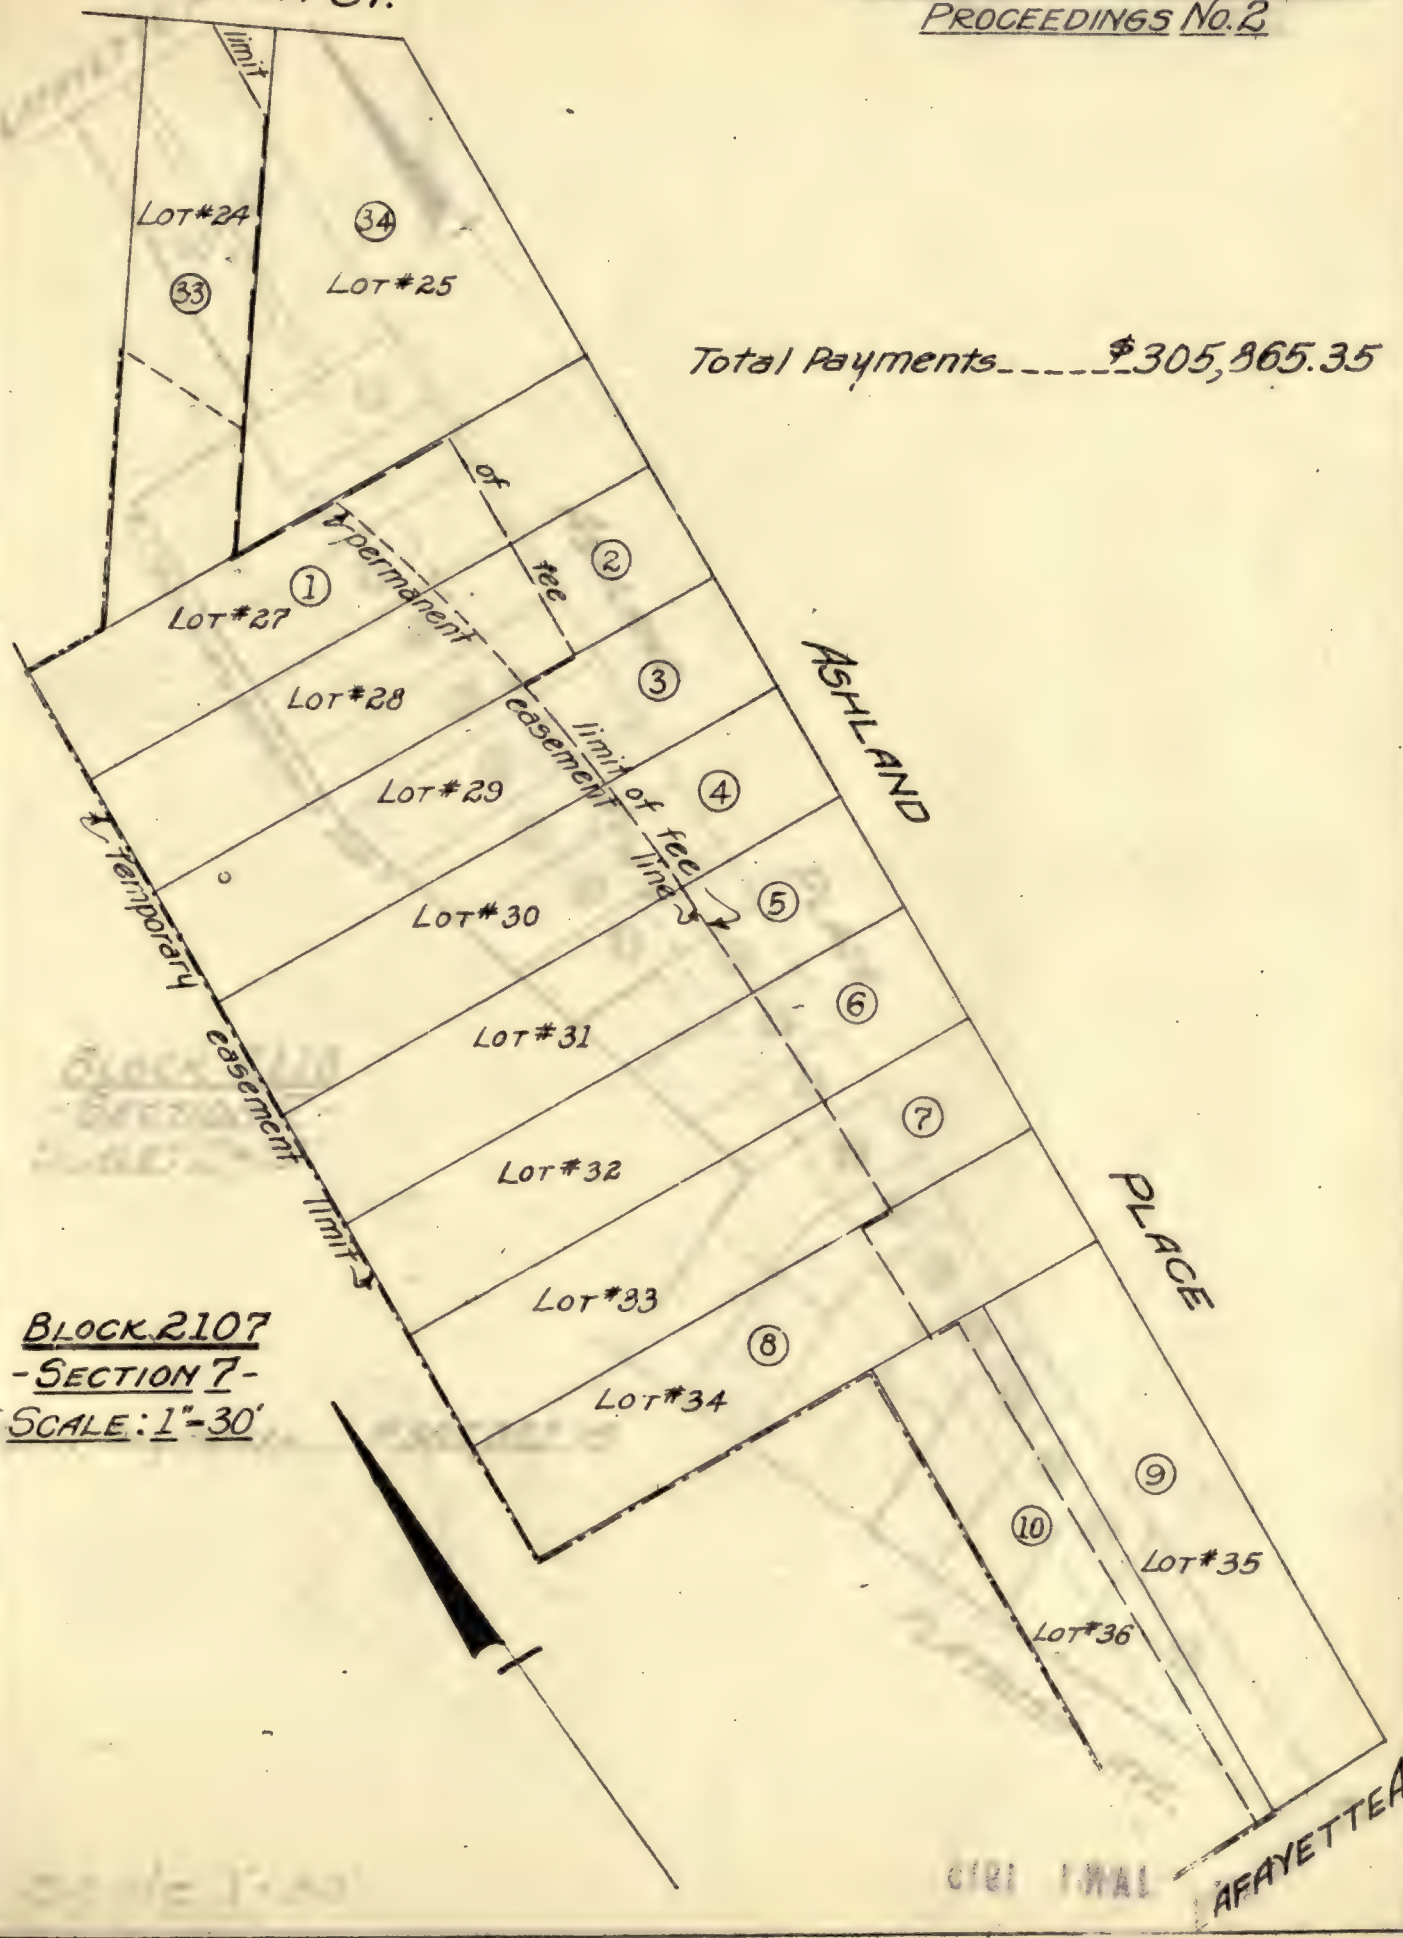 ST.
PROCEEDINGS No. 2
limit
LOT #24
34
33
LOT #25
Total Payments------$305,865.35
of
fee
permanent
1
2
LOT #27
LOT #28
3
easement
limit
of fee
line
4
LOT #29
5
LOT #30
ASHLAND
Temporary
6
LOT #31
easement
7
LOT #32
limit
PLACE
LOT #33
BLOCK 2107
-SECTION 7-
SCALE: 1"-30'
8
LOT #34
9
10
LOT #35
LOT #36
LAFAYETTE A